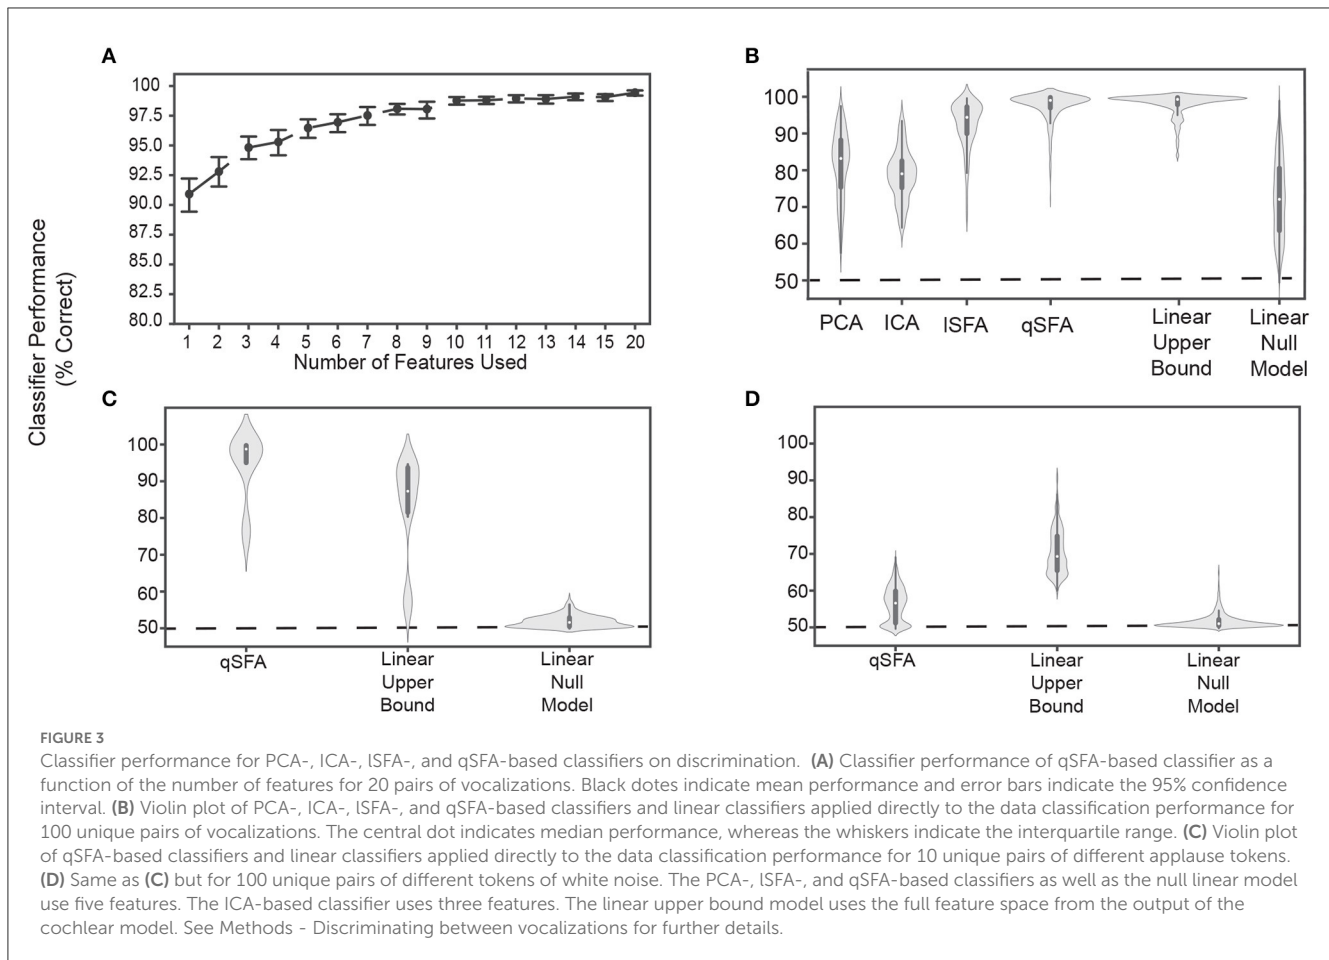 A
100
97.5
95.0
92.5
90.0
87.5
85.0
82.5
80.0
1 2 3 4 5 6 7 8 9 10 11 12 13 14 15 20
Number of Features Used
Classifier Performance
(% Correct)
B
100
90
80
70
60
50
PCA ICA lSFA qSFA Linear Upper Bound Linear Null Model
C
100
90
80
70
60
50
qSFA Linear Upper Bound Linear Null Model
D
100
90
80
70
60
50
qSFA Linear Upper Bound Linear Null Model
FIGURE 3
Classifier performance for PCA-, ICA-, lSFA-, and qSFA-based classifiers on discrimination. (A) Classifier performance of qSFA-based classifier as a
function of the number of features for 20 pairs of vocalizations. Black dotes indicate mean performance and error bars indicate the 95% confidence
interval. (B) Violin plot of PCA-, ICA-, lSFA-, and qSFA-based classifiers and linear classifiers applied directly to the data classification performance for
100 unique pairs of vocalizations. The central dot indicates median performance, whereas the whiskers indicate the interquartile range. (C) Violin plot
of qSFA-based classifiers and linear classifiers applied directly to the data classification performance for 10 unique pairs of different applause tokens.
(D) Same as (C) but for 100 unique pairs of different tokens of white noise. The PCA-, lSFA-, and qSFA-based classifiers as well as the null linear model
use five features. The ICA-based classifier uses three features. The linear upper bound model uses the full feature space from the output of the
cochlear model. See Methods - Discriminating between vocalizations for further details.